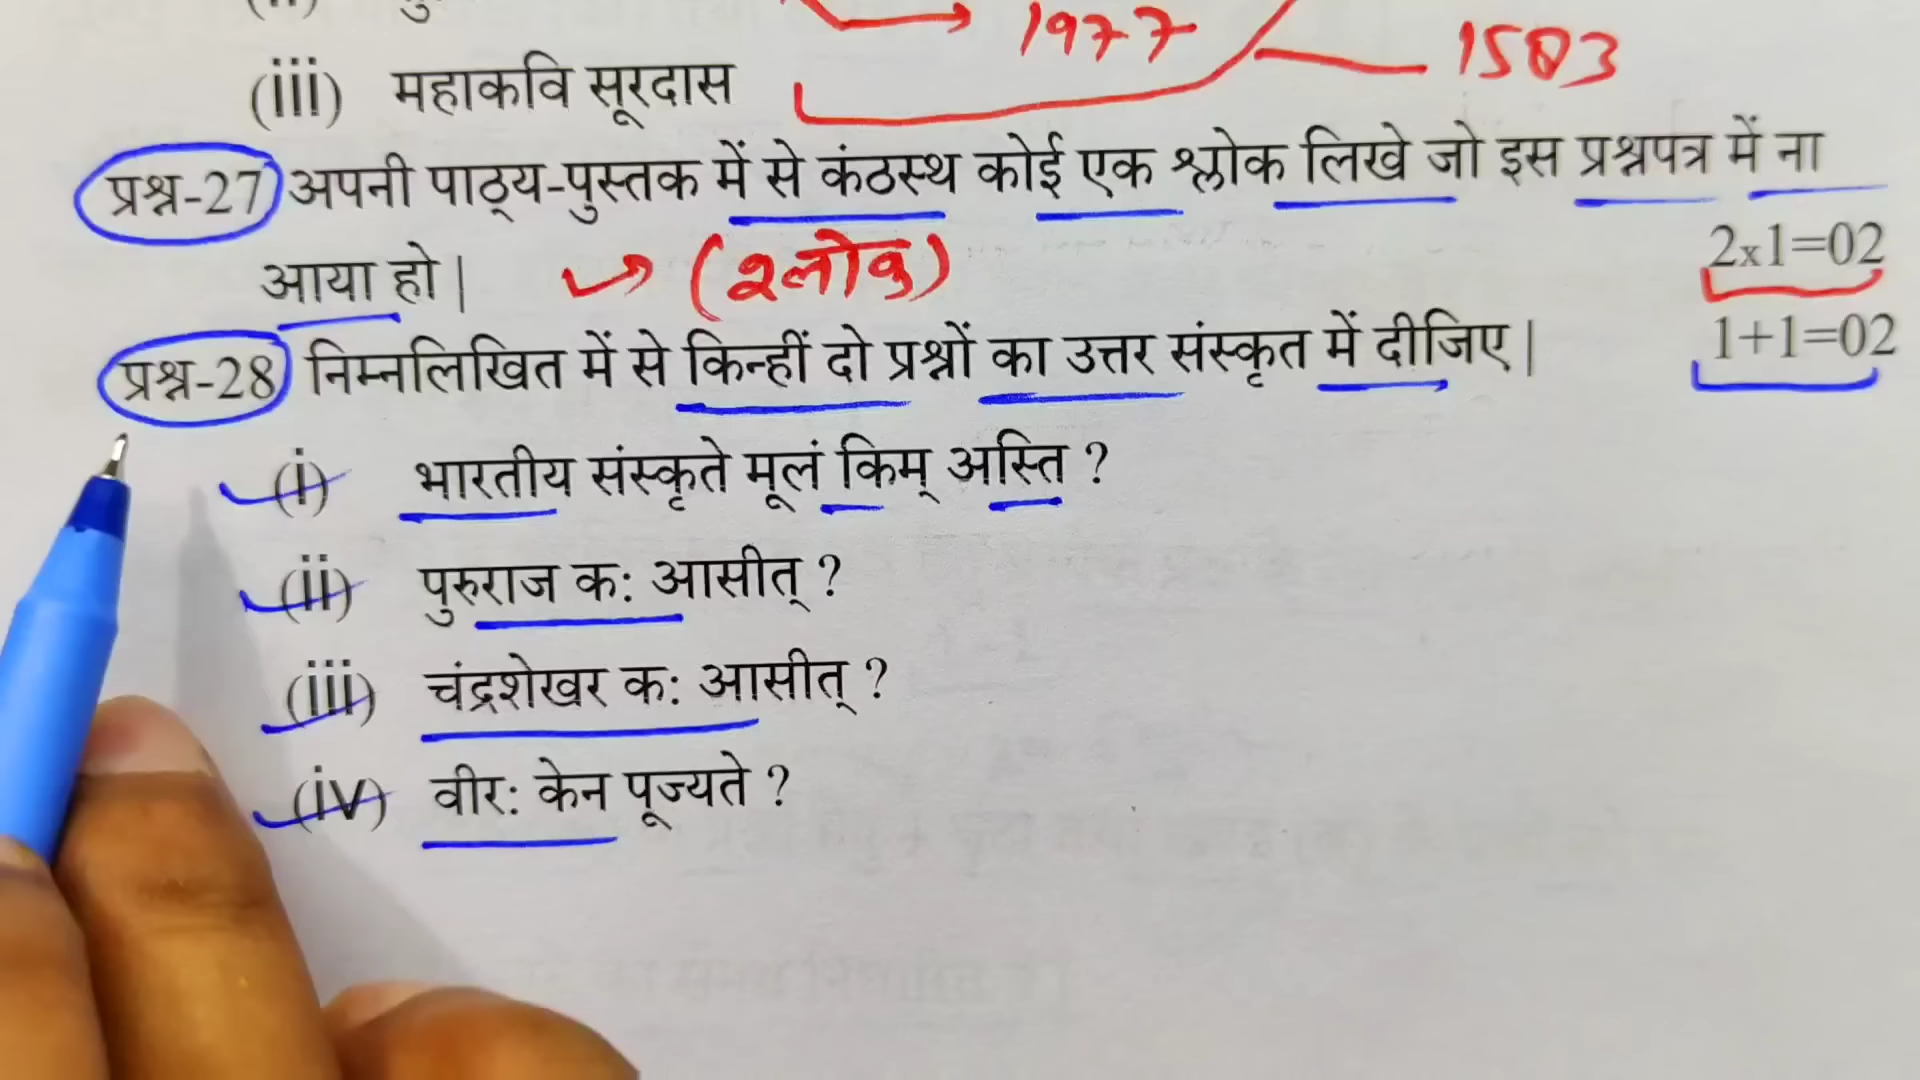 1977
1503
(iii) महाकवि सूरदास
प्रश्न-27 अपनी पाठ्य-पुस्तक में से कंठस्थ कोई एक श्लोक लिखे जो इस प्रश्नपत्र में ना
आया हो। (श्लोक) 2x1=02
प्रश्न-28 निम्नलिखित में से किन्हीं दो प्रश्नों का उत्तर संस्कृत में दीजिए। 1+1=02
(i) भारतीय संस्कृते मूलं किम् अस्ति ?
(ii) पुरुराज क: आसीत् ?
(iii) चंद्रशेखर क: आसीत् ?
(iv) वीर: केन पूज्यते ?